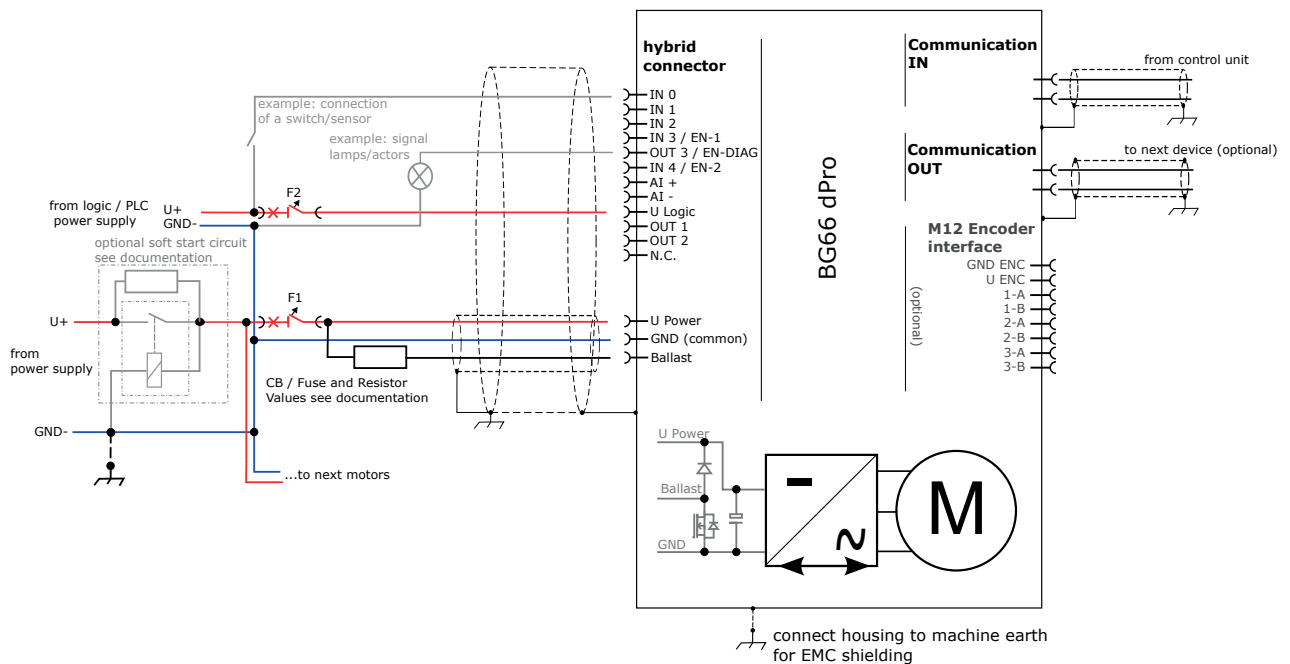 hybrid
connector
IN 0
IN 1
IN 2
IN 3 / EN-1
OUT 3 / EN-DIAG
IN 4 / EN-2
AI +
AI -
U Logic
OUT 1
OUT 2
N.C.
U Power
GND (common)
Ballast
example: connection
of a switch/sensor
example: signal
lamps/actors
F2
from logic / PLC
power supply
U+
GND-
optional soft start circuit
see documentation
F1
U+
from
power supply
CB / Fuse and Resistor
Values see documentation
GND-
...to next motors
BG66 dPro
Communication
IN
from control unit
Communication
OUT
to next device (optional)
M12 Encoder
interface
(optional)
GND ENC
U ENC
1-A
1-B
2-A
2-B
3-A
3-B
U Power
Ballast
GND
M
connect housing to machine earth
for EMC shielding